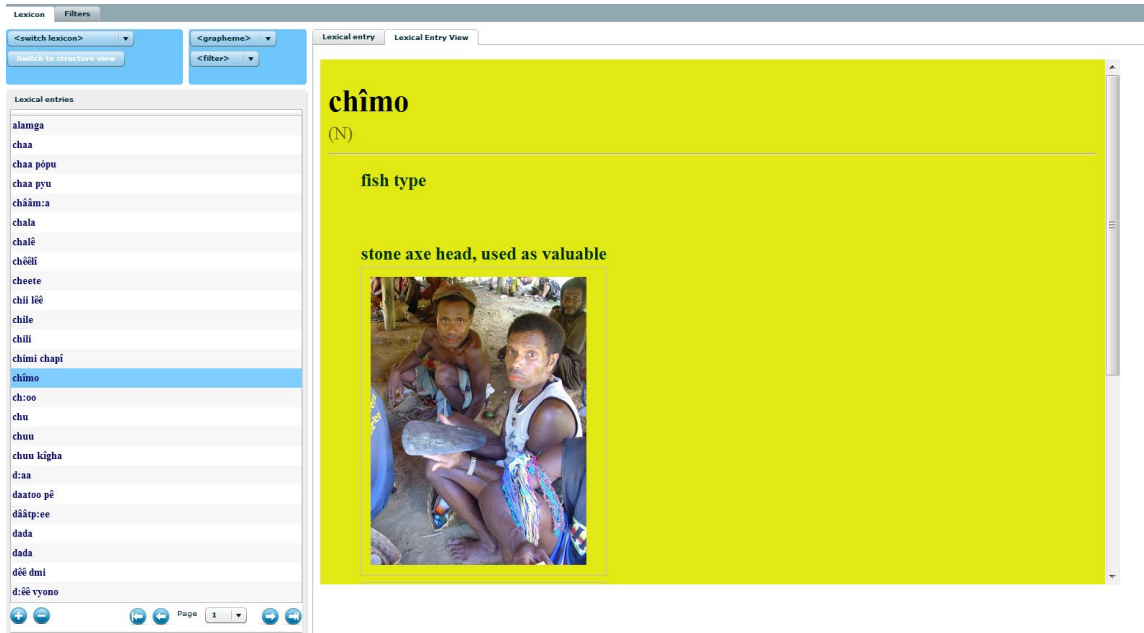 Lexicon Filters
<switch lexicon>
Switch to structure view
<grapheme>
<filter>
Lexical entries
alamga
chaa
chaa pópu
chaa pyu
chââm:a
chala
chalê
chêêlî
cheete
chii lêê
chile
chili
chimi chapî
chîmo
ch:oo
chu
chuu
chuu kîgha
d:aa
daatoo pê
dââtp:ee
dada
dada
dêê dmi
d:êê vyono
Page 1
Lexical entry Lexical Entry View
chîmo
(N)
fish type
stone axe head, used as valuable